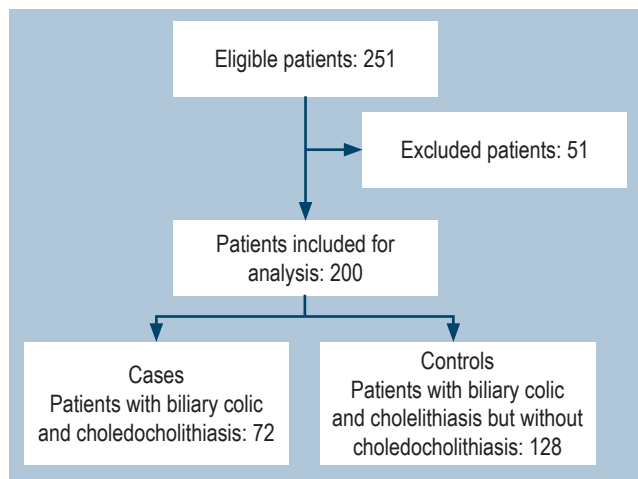 Eligible patients: 251
Excluded patients: 51
Patients included for
analysis: 200
Cases
Patients with biliary colic
and choledocholithiasis: 72
Controls
Patients with biliary colic
and cholelithiasis but without
choledocholithiasis: 128